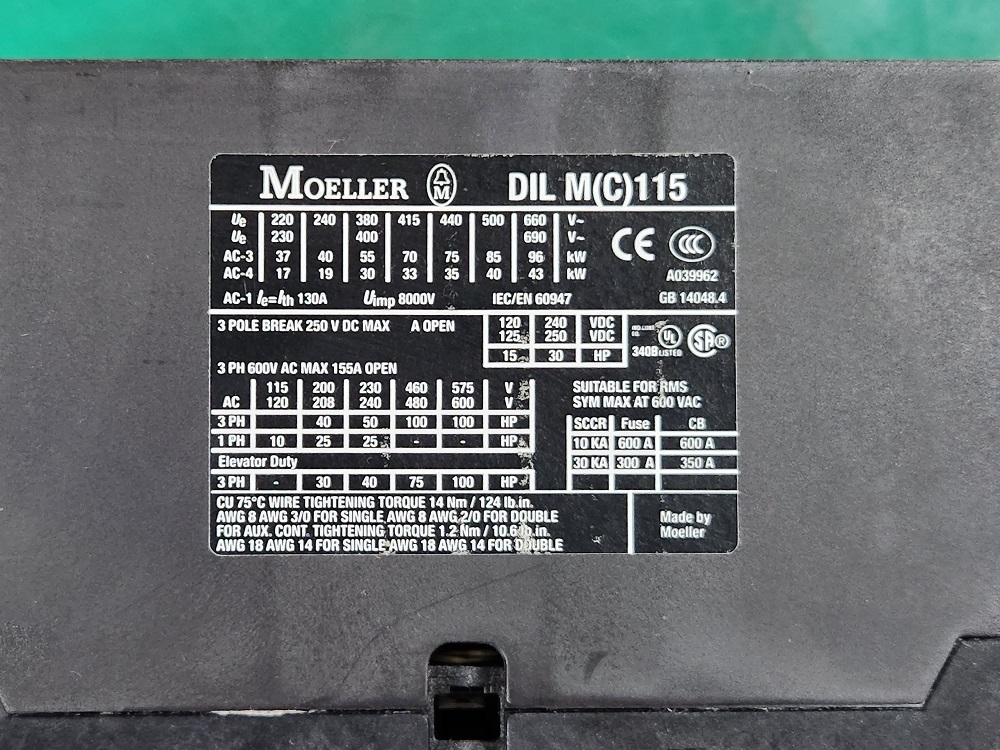 MOELLER M DIL M(C)115
Ue 220 240 380 415 440 500 660 V~
Ue 230 400 690 V~
AC-3 37 40 55 70 75 85 96 kW
AC-4 17 19 30 33 35 40 43 kW
CE CCC
A039962
AC-1 Ie=Ith 130A Uimp 8000V IEC/EN 60947 GB 14048.4
3 POLE BREAK 250 V DC MAX A OPEN
120 240 VDC
125 250 VDC
15 30 HP
340B UL LISTED SA®
3 PH 600V AC MAX 155A OPEN
115 200 230 460 575 V
AC 120 208 240 480 600 V
3 PH 40 50 100 100 HP
1 PH 10 25 25 - - HP
Elevator Duty
3 PH - 30 40 75 100 HP
SUITABLE FOR RMS
SYM MAX AT 600 VAC
SCCR Fuse CB
10 KA 600 A 600 A
30 KA 300 A 350 A
CU 75°C WIRE TIGHTENING TORQUE 14 Nm / 124 lb.in.
AWG 8 AWG 3/0 FOR SINGLE AWG 8 AWG 2/0 FOR DOUBLE
FOR AUX. CONT. TIGHTENING TORQUE 1.2 Nm / 10.6 lb.in.
AWG 18 AWG 14 FOR SINGLE AWG 18 AWG 14 FOR DOUBLE
Made by
Moeller